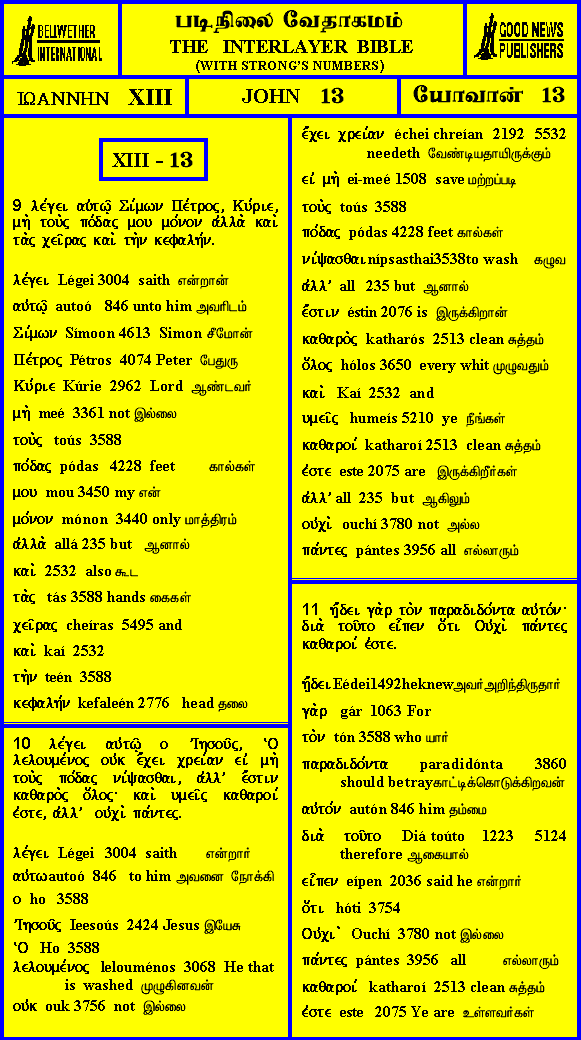 BELLWETHER
INTERNATIONAL
படிநிலை வேதாகமம்
THE INTERLAYER BIBLE
(WITH STRONG'S NUMBERS)
GOOD NEWS
PUBLISHERS
ΙΩΑΝΝΗΝ XIII
JOHN 13
யோவான் 13
XIII - 13
9 λέγει αὐτῷ Σίμων Πέτρος, Κύριε,
μὴ τοὺς πόδας μου μόνον ἀλλὰ καὶ
τὰς χεῖρας καὶ τὴν κεφαλήν.
λέγει Légei 3004 saith என்றான்
αὐτῷ autoó 846 unto him அவரிடம்
Σίμων Símoon 4613 Simon சீமோன்
Πέτρος Pétros 4074 Peter பேதுரு
Κύριε Kúrie 2962 Lord ஆண்டவர்
μὴ meé 3361 not இல்லை
τοὺς toús 3588
πόδας pódas 4228 feet கால்கள்
μου mou 3450 my என்
μόνον mónon 3440 only மாத்திரம்
ἀλλὰ allá 235 but ஆனால்
καὶ 2532 also கூட
τὰς tás 3588 hands கைகள்
χεῖρας cheíras 5495 and
καὶ kaí 2532
τὴν teén 3588
κεφαλήν kefaleén 2776 head தலை
10 λέγει αὐτῷ ο Ἰησοῦς, Ὁ
λελουμένος οὐκ ἔχει χρείαν εἰ μὴ
τοὺς πόδας νίψασθαι, ἀλλ' ἔστιν
καθαρὸς ὅλος· καὶ υμεῖς καθαροί
ἐστε, ἀλλ' οὐχὶ πάντες.
λέγει Légei 3004 saith என்றார்
αὐτω autoó 846 to him அவனை நோக்கி
ο ho 3588
Ἰησοῦς Ieesoús 2424 Jesus இயேசு
Ὁ Ho 3588
λελουμένος lelouménos 3068 He that
is washed முழுகினவன்
οὐκ ouk 3756 not இல்லை
ἔχει χρείαν échei chreían 2192 5532
needeth வேண்டியதாயிருக்கும்
εἰ μὴ ei-meé 1508 save மற்றப்படி
τοὺς toús 3588
πόδας pódas 4228 feet கால்கள்
νίψασθαι nípsasthai3538to wash கழுவ
ἀλλ' all 235 but ஆனால்
ἔστιν éstin 2076 is இருக்கிறான்
καθαρὸς katharós 2513 clean சுத்தம்
ὅλος hólos 3650 every whit முழுவதும்
καὶ Kaí 2532 and
υμεῖς humeís 5210 ye நீங்கள்
καθαροί katharoí 2513 clean சுத்தம்
ἐστε este 2075 are இருக்கிறீர்கள்
ἀλλ' all 235 but ஆகிலும்
οὐχὶ ouchí 3780 not அல்ல
πάντες pántes 3956 all எல்லாரும்
11 ᾔδει γὰρ τὸν παραδιδόντα αὐτόν·
διὰ τοῦτο εἶπεν ὅτι Οὐχὶ πάντες
καθαροί ἐστε.
ᾔδει Eédei1492heknewஅவர்அறிந்திருதார்
γὰρ gár 1063 For
τὸν tón 3588 who யார்
παραδιδόντα paradidónta 3860
should betrayகாட்டிக்கொடுக்கிறவன்
αὐτόν autón 846 him தம்மை
διὰ τοῦτο Diá toúto 1223 5124
therefore ஆகையால்
εἶπεν eípen 2036 said he என்றார்
ὅτι hóti 3754
Οὐχὶ Ouchí 3780 not இல்லை
πάντες pántes 3956 all எல்லாரும்
καθαροί katharoí 2513 clean சுத்தம்
ἐστε este 2075 Ye are உள்ளவர்கள்